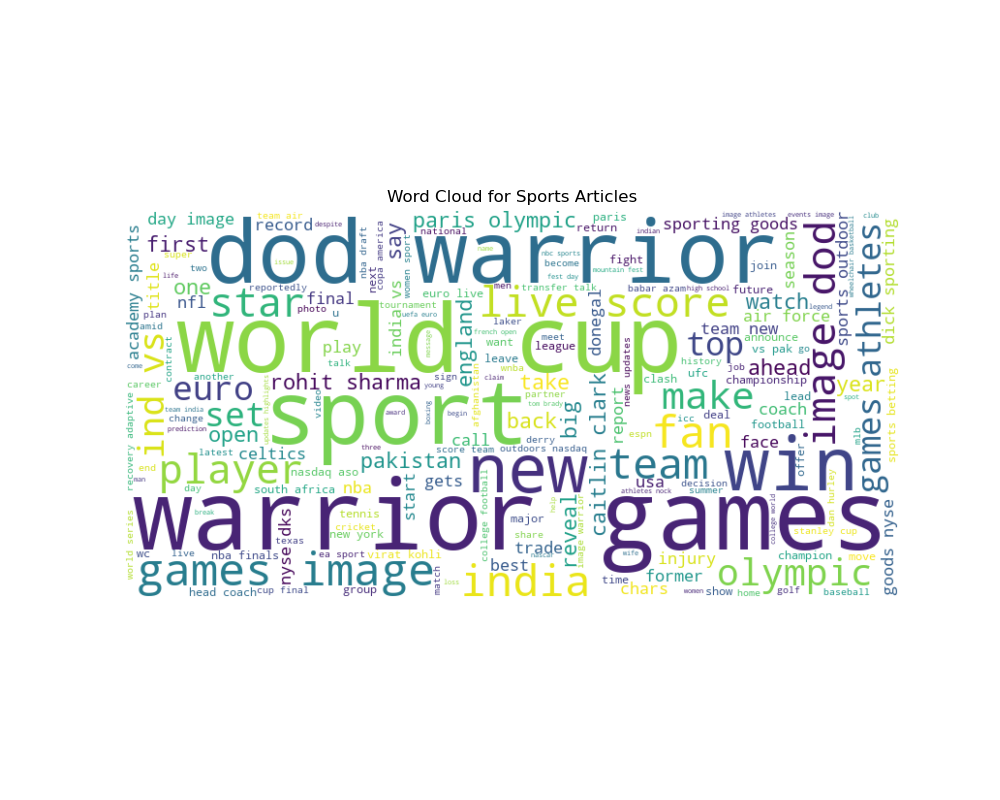 Word Cloud for Sports Articles
day image
team air
record
despite
paris olympic
paris
return
sporting goods
image athletes
events image
club
first
dod warrior
say
national
nbc sports
become
indian
fight
join
season
super
two
life
issue
name
fest day
mountain fest
babar azam
high school
future
one
nfl
reportedly
star
final
photo
u
tournament
nba draft
next
copa america
women sport
india vs
euro live
uefa euro
men
transfer talk
live score
watch
air force
legend
wheelchair basketball
sports outdoor
dick sporting
academy sports
vs title
plan
amid
come
contract
world cup
england
laker
french open
want
meet
league
donegal
team new
announce
top
vs pak
go
play
talk
message
leave
wnba
history
ufc
job
ahead
image dod
games athletes
another
euro
career
change
team india
prediction
rohit sharma
sign
young
claim
take
partner
clash
championship
year
spot
lead
make
deal
coach
set
video
award
boxing
begin
afghanistan
back
big
caitlin clark
report
news updates
icc
football
sport
open
latest
celtics
updates highlights
ind
recovery adaptive
end
man
call
derry
score team
outdoors nasdaq
three
espn
fan
face
offer
mlb
sports betting
player
day
nasdaq aso
pakistan
gets
new
team
win
usa
decision
summer
athletes nock
south africa
nba
start
college football
tom brady
major
help
share
reveal
image warrior
warrior games
college world
dan hurley
stanley cup
goods nyse
world series
break
tennis
cricket
new york
texas
nyse dks
wc
live
nba finals
ea sport
virat kohli
match
loss
best
trade
nascar
wife
injury
champion
move
games image
head coach
cup final
group
india
time
chars
former
women
show
home
olympic
golf
baseball